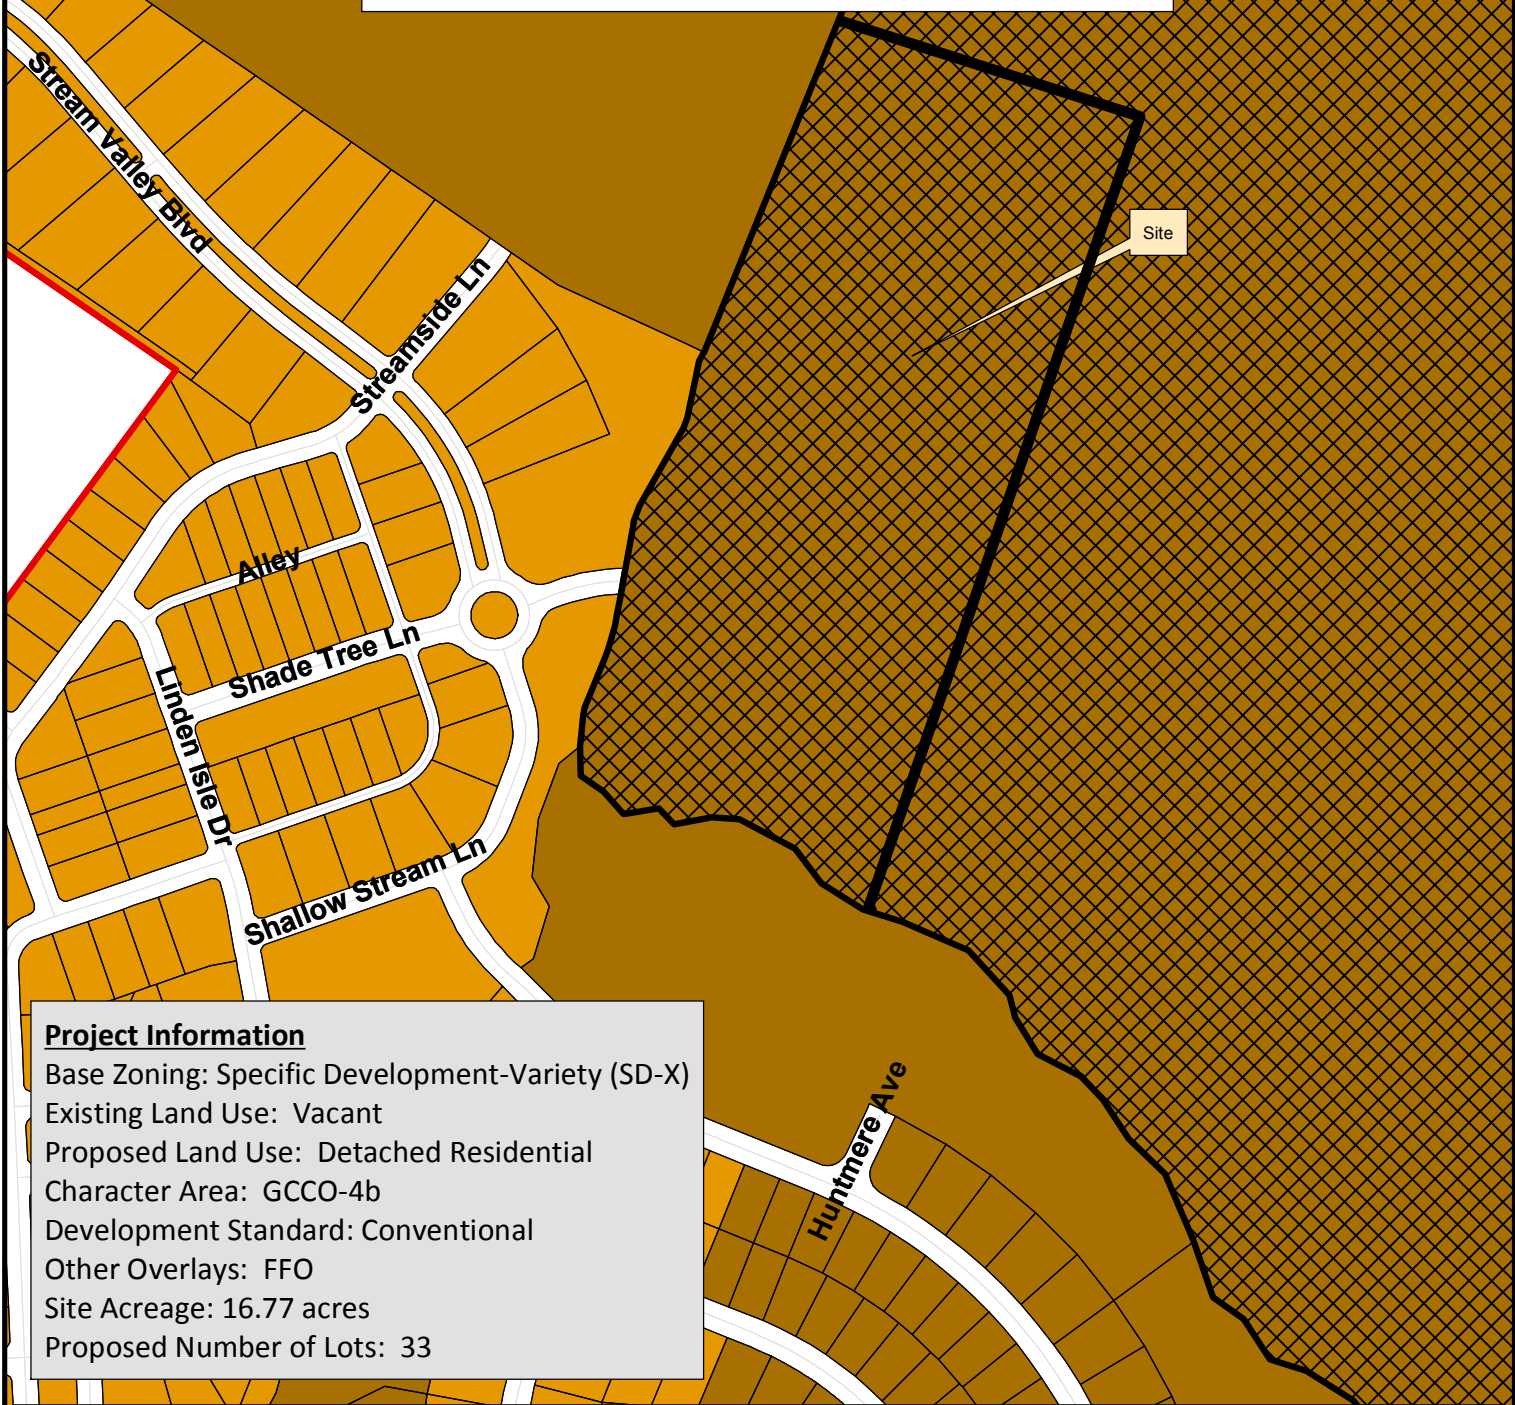 Stream Valley Blvd
Site
Streamside Ln
Alley
Shade Tree Ln
Linden Isle Dr
Shallow Stream Ln
Project Information
Base Zoning: Specific Development-Variety (SD-X)
Existing Land Use: Vacant
Proposed Land Use: Detached Residential
Character Area: GCCO-4b
Development Standard: Conventional
Other Overlays: FFO
Site Acreage: 16.77 acres
Proposed Number of Lots: 33
Huntmere Ave